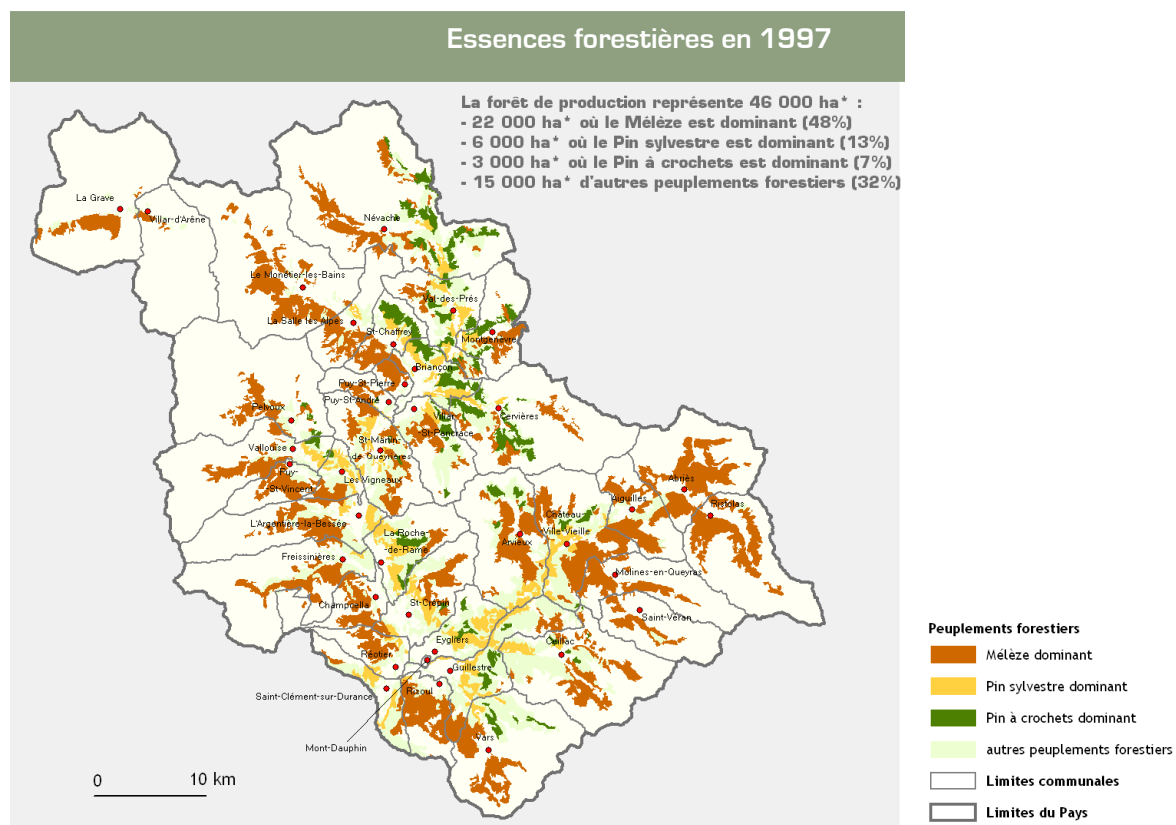 Essences forestières en 1997
La forêt de production représente 46 000 ha* :
- 22 000 ha* où le Mélèze est dominant (48%)
- 6 000 ha* où le Pin sylvestre est dominant (13%)
- 3 000 ha* où le Pin à crochets est dominant (7%)
- 15 000 ha* d'autres peuplements forestiers (32%)
La Grave
Villar-d'Arêne
Névache
Le Monétier-les-Bains
Val-des-Prés
La Salle les Alpes
St-Chaffrey
Montgenèvre
Briançon
Puy-St-Pierre
Puy-St-André
Pelvoux
Villar-
St-Pancrace
Cervières
St-Martin-
de-Queyrières
Vallouise
Puy-
St-Vincent
Les Vigneaux
Abriès
Aiguilles
Ristolas
Château-
Ville-Vieille
L'Argentière-la-Bessée
La Roche-
de-Rame
Arvieux
Freissinières
Molines-en-Queyras
Champcella
St-Crépin
Saint-Véran
Eygliers
Ceillac
Réotier
Guillestre
Saint-Clément-sur-Durance
Risoul
Mont-Dauphin
Vars
0 10 km
Peuplements forestiers
Mélèze dominant
Pin sylvestre dominant
Pin à crochets dominant
autres peuplements forestiers
Limites communales
Limites du Pays